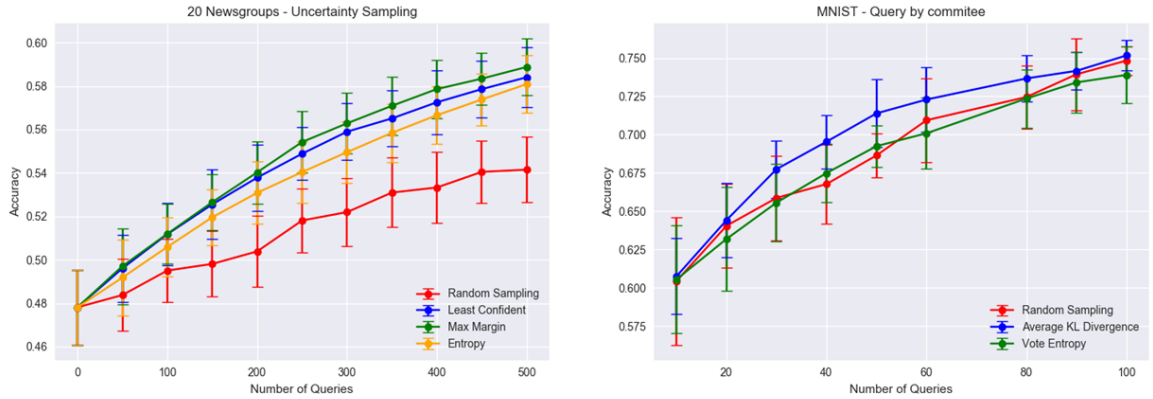 20 Newsgroups - Uncertainty Sampling
0.60
0.58
0.56
0.54
0.52
0.50
0.48
0.46
Accuracy
Random Sampling
Least Confident
Max Margin
Entropy
0
100
200
300
400
500
Number of Queries
MNIST - Query by commitee
0.750
0.725
0.700
0.675
0.650
0.625
0.600
0.575
Accuracy
Random Sampling
Average KL Divergence
Vote Entropy
20
40
60
80
100
Number of Queries